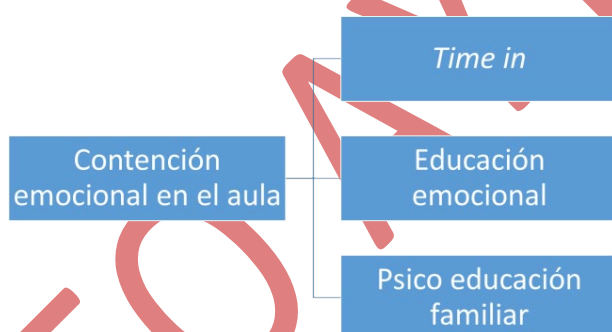 Time in
Contención
emocional en el aula
Educación
emocional
Psico educación
familiar